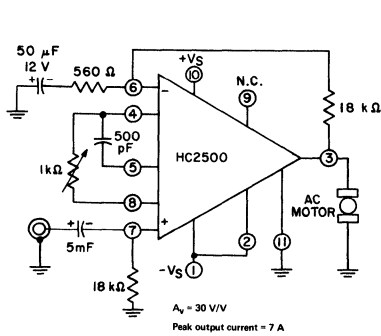 50 μF
12 V
+ -
560 Ω
+VS
10
N.C.
9
6
-
18 kΩ
4
500
pF
HC2500
3
1kΩ
5
AC
MOTOR
8
+
+ -
7
5mF
2
11
-VS
1
18 kΩ
Av = 30 V/V
Peak output current = 7 A